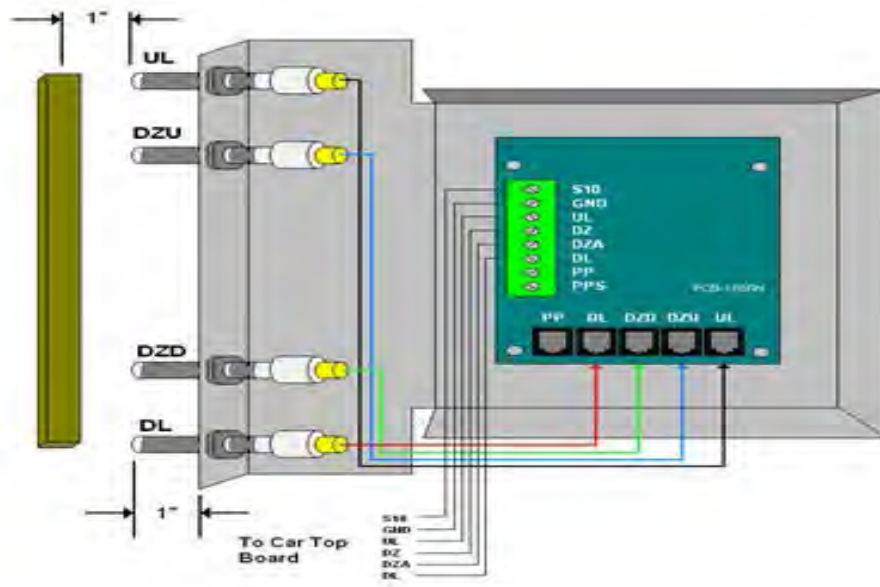 1"
UL
DZU
DZD
DL
1"
S10
GND
UL
DZ
DZA
DL
PP
PPS
PP DL DZD DZU UL
To Car Top
Board
S10
GND
UL
DZ
DZA
DL